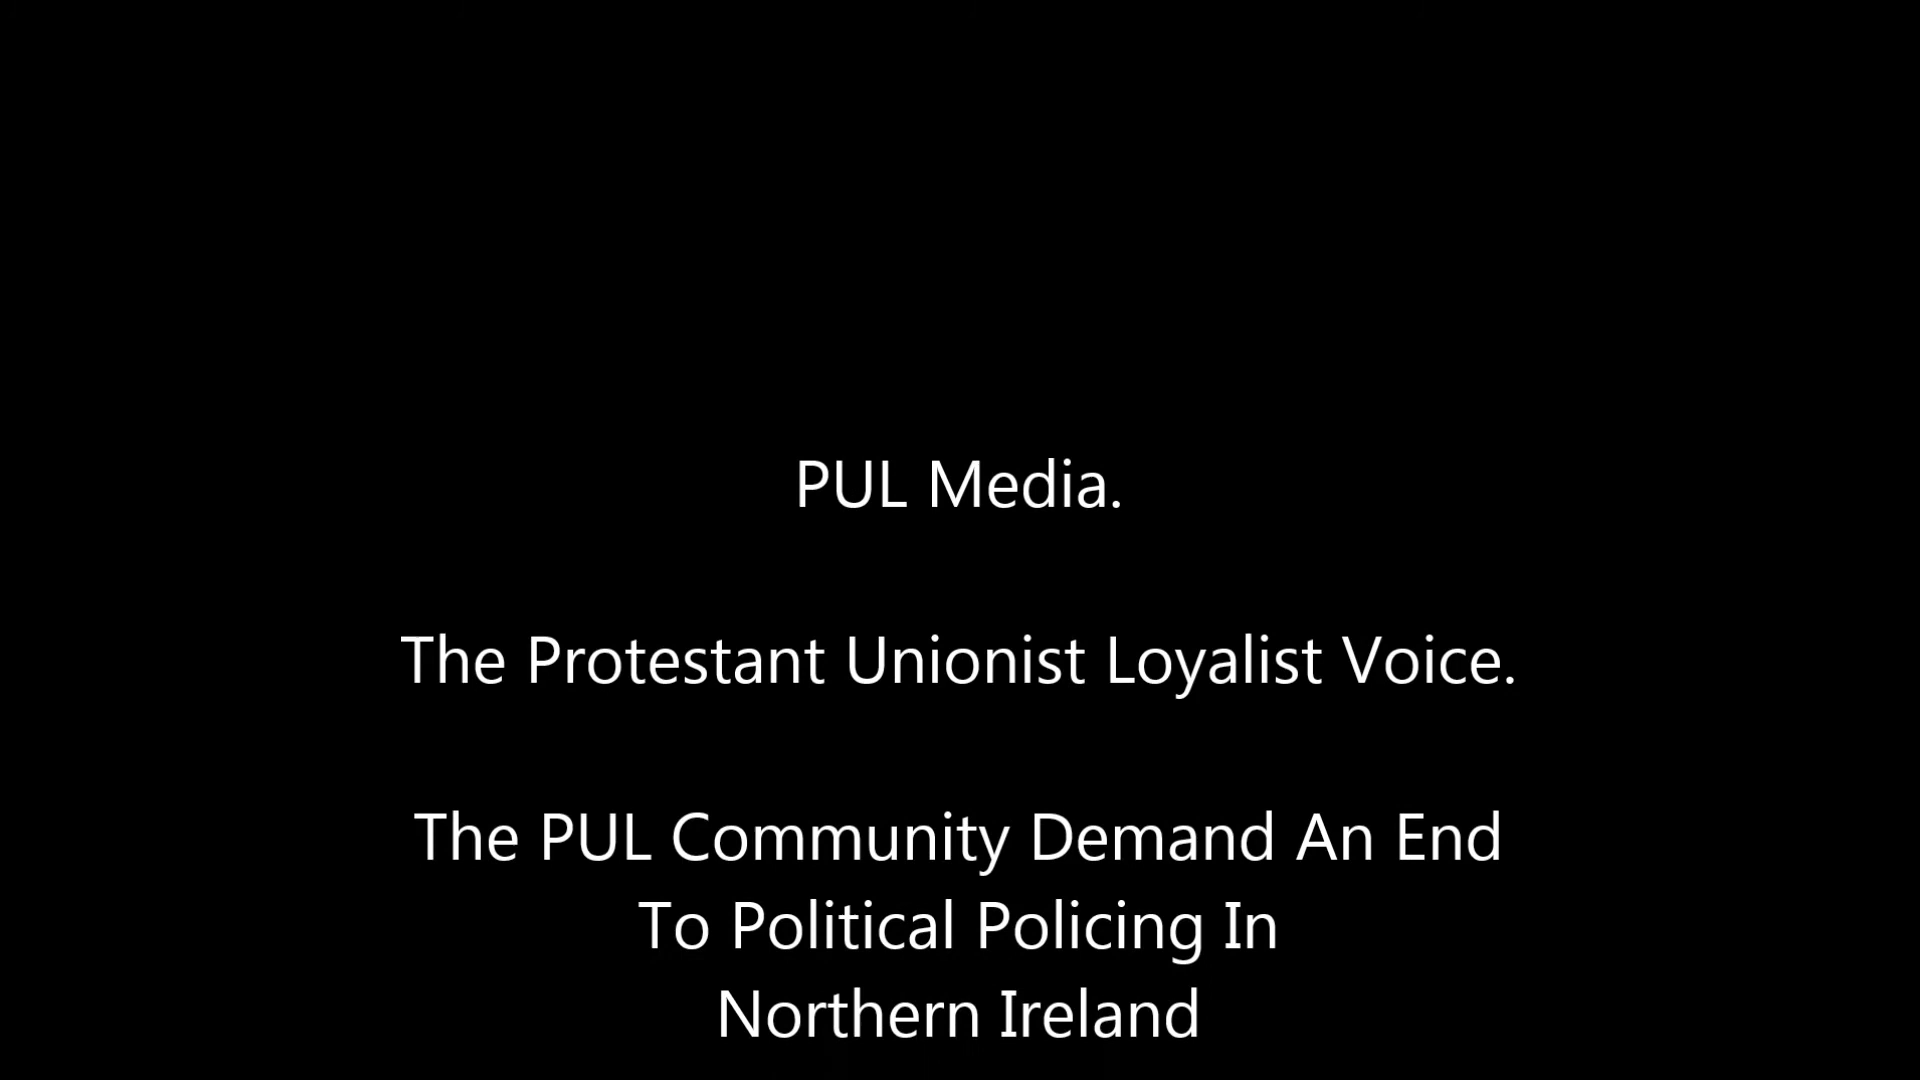 PUL Media.
The Protestant Unionist Loyalist Voice.
The PUL Community Demand An End
To Political Policing In
Northern Ireland